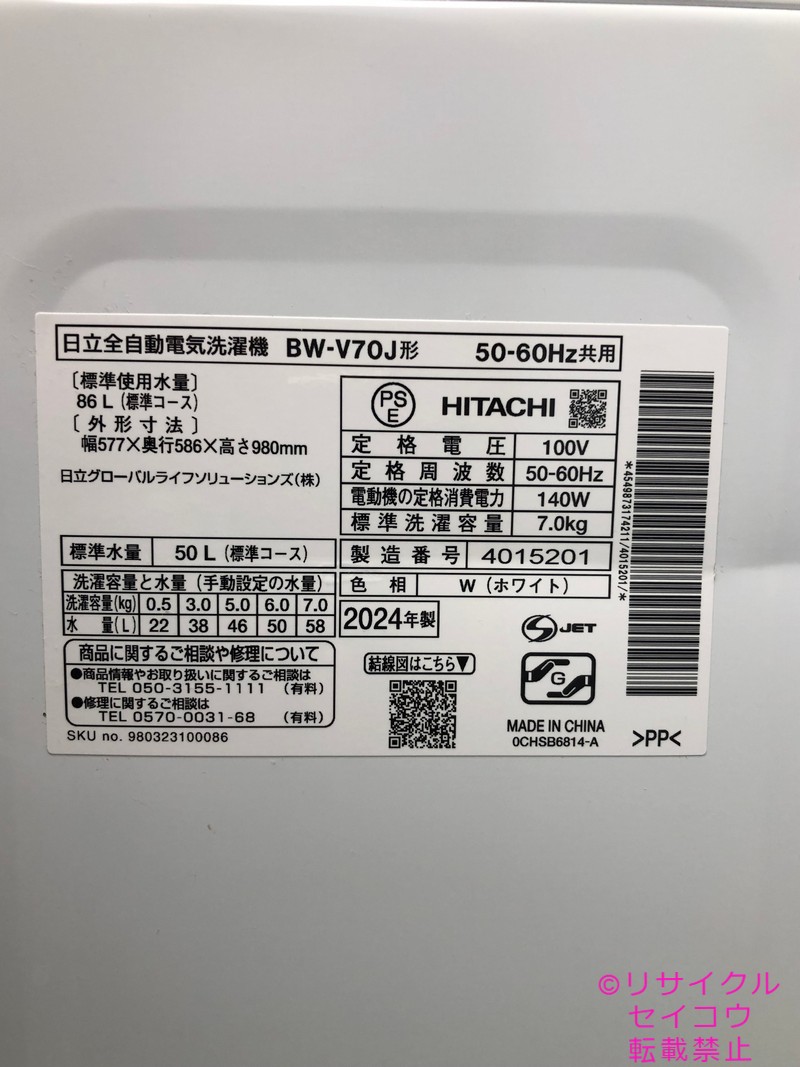 日立全自動電気洗濯機 BW-V70J形 50-60Hz共用
〔標準使用水量〕
86 L (標準コース)
〔外形寸法〕
幅577×奥行586×高さ980mm
日立グローバルライフソリューションズ(株)
PS E HITACHI
定格電圧 100V
定格周波数 50-60Hz
電動機の定格消費電力 140W
標準洗濯容量 7.0kg
標準水量 50 L (標準コース)
製造番号 4015201
洗濯容量と水量(手動設定の水量)
洗濯容量(kg) 0.5 3.0 5.0 6.0 7.0
水量(L) 22 38 46 50 58
色相 W (ホワイト)
2024年製
S JET
商品に関するご相談や修理について
●商品情報やお取り扱いに関するご相談は
TEL 050-3155-1111 (有料)
●修理に関するご相談は
TEL 0570-0031-68 (有料)
SKU no. 980323100086
結線図はこちら▼
G
MADE IN CHINA
0CHSB6814-A
>PP<
*4549873174211/4015201/*
©リサイクル
セイコウ
転載禁止